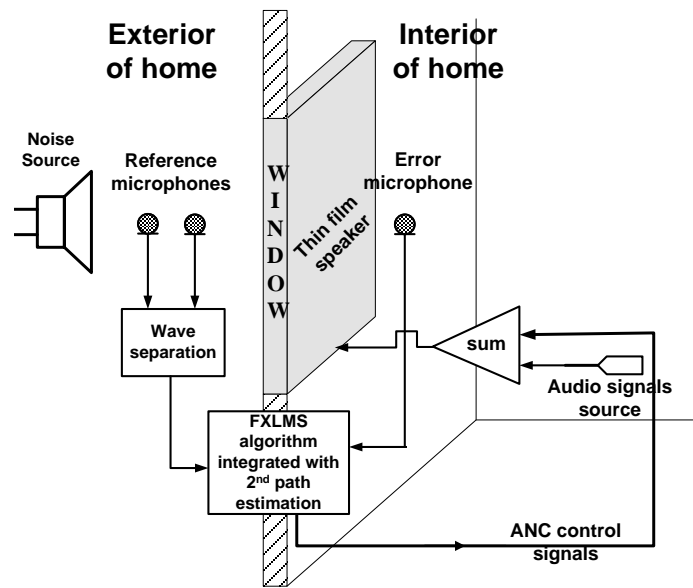 Exterior
of home
Interior
of home
Noise
Source
Reference
microphones
Error
microphone
WINDOW
Thin film
speaker
Wave
separation
sum
Audio signals
source
FXLMS
algorithm
integrated with
2nd path
estimation
ANC control
signals